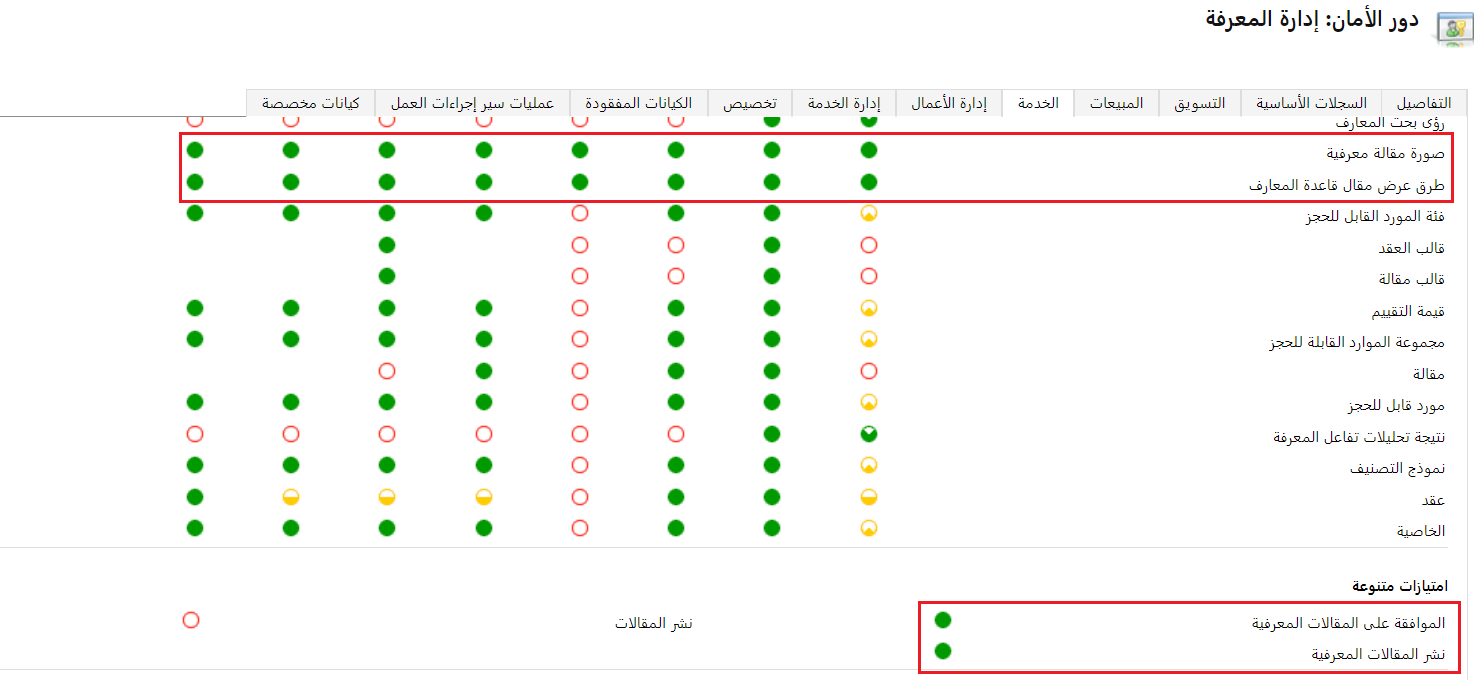 دور الأمان: إدارة المعرفة
التفاصيل السجلات الأساسية التسويق المبيعات الخدمة إدارة الأعمال إدارة الخدمة تخصيص الكيانات المفقودة عمليات سير إجراءات العمل كيانات مخصصة
رؤى بحث المعارف
صورة مقالة معرفية
طرق عرض مقال قاعدة المعارف
فئة المورد القابل للحجز
قالب العقد
قالب مقالة
قيمة التقييم
مجموعة الموارد القابلة للحجز
مقالة
مورد قابل للحجز
نتيجة تحليلات تفاعل المعرفة
نموذج التصنيف
عقد
الخاصية
امتيازات متنوعة
الموافقة على المقالات المعرفية نشر المقالات
نشر المقالات المعرفية